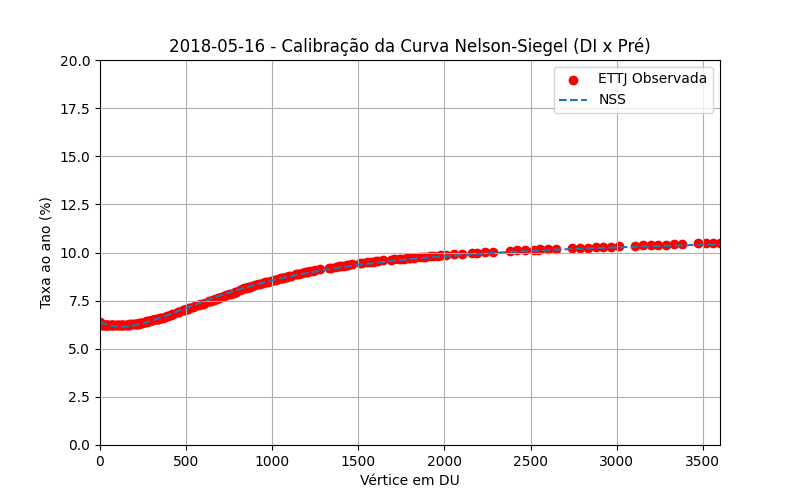 2018-05-16 - Calibração da Curva Nelson-Siegel (DI x Pré)
20.0
17.5
15.0
12.5
10.0
7.5
5.0
2.5
0.0
Taxa ao ano (%)
ETTJ Observada
NSS
0 500 1000 1500 2000 2500 3000 3500
Vértice em DU